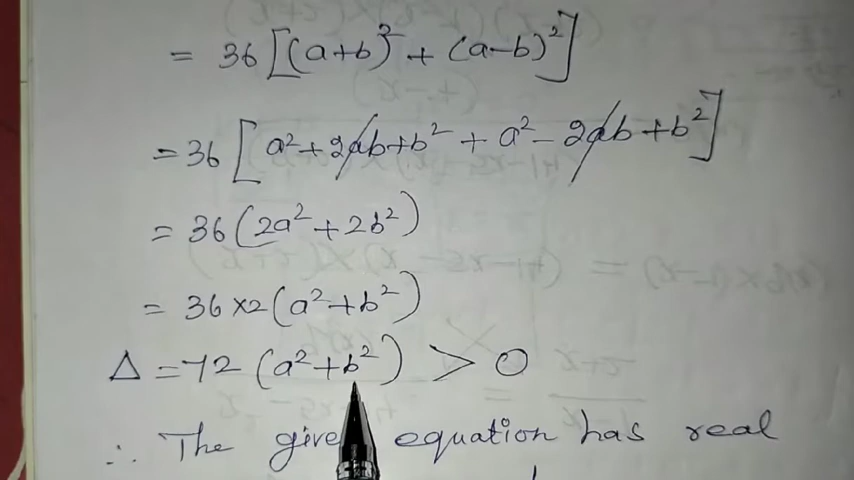 = 36 [(a+b)² + (a-b)²]
= 36 [a² + 2ab + b² + a² - 2ab + b²]
= 36 (2a² + 2b²)
= 36 ×2 (a² + b²)
Δ = 72 (a² + b²) > 0
∴ The give equation has real